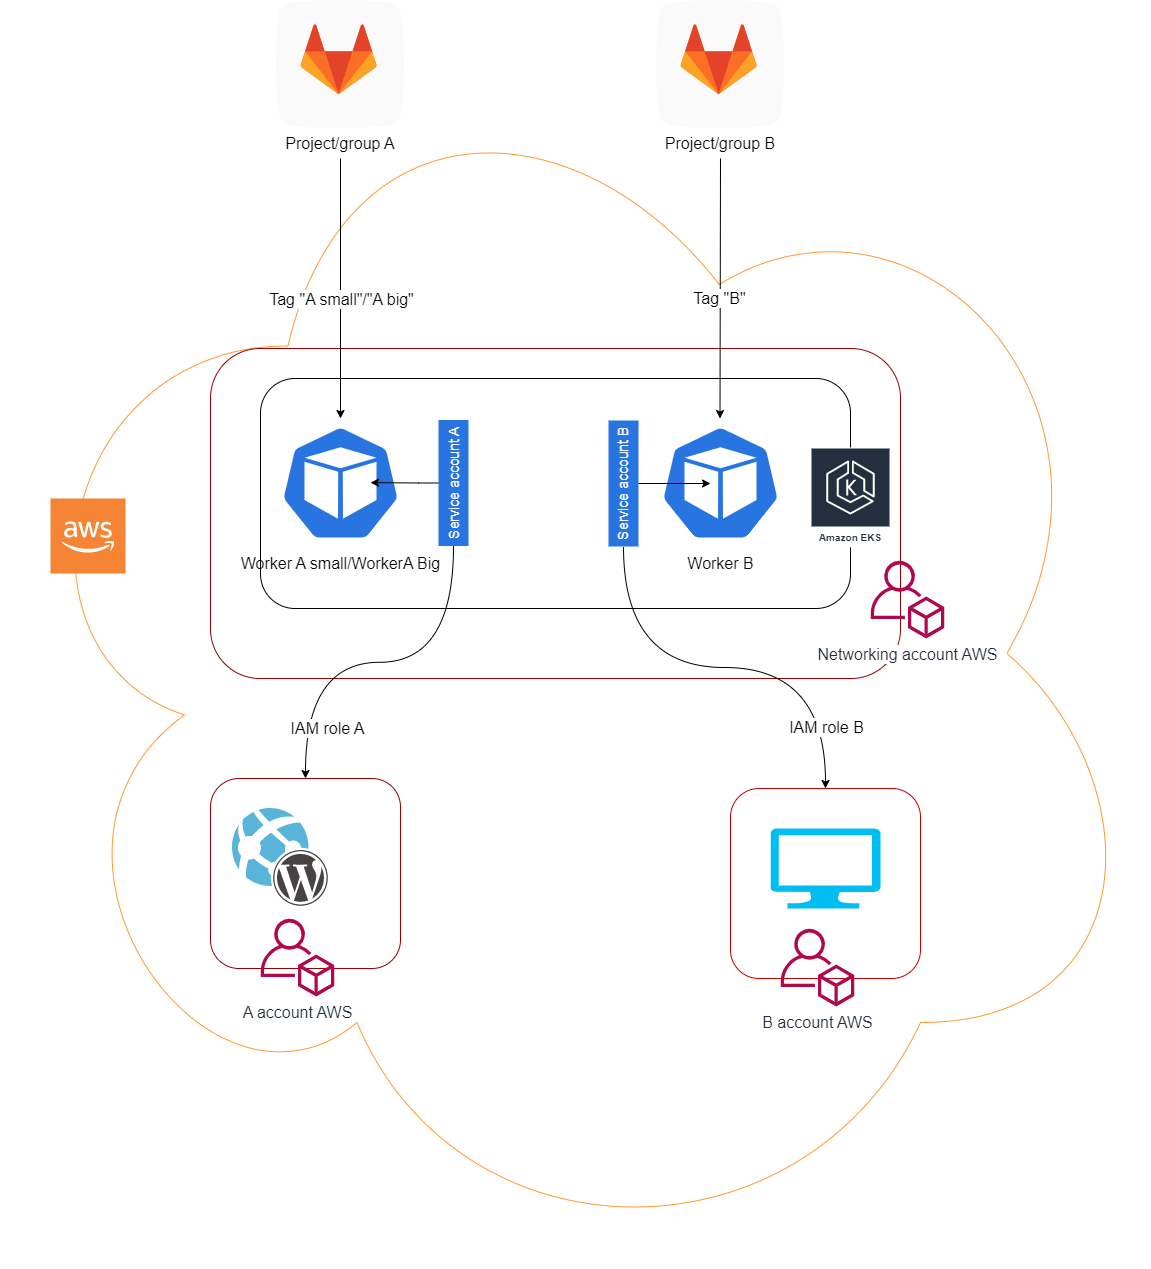 Project/group A
Project/group B
Tag "A small"/"A big"
Tag "B"
Service account A
Service account B
aws
K
Amazon EKS
Worker A small/WorkerA Big
Worker B
Networking account AWS
IAM role A
IAM role B
W
A account AWS
B account AWS